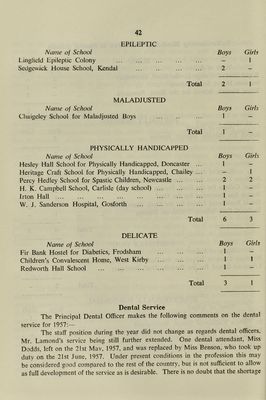 42
EPILEPTIC
Name of School Boys Girls
Lingfield Epileptic Colony ... ... ... ... ... – 1
Sedgewick House School, Kendal ... ... ... ... 2 –
Total 2 1
MALADJUSTED
Name of School Boys Girls
Cluigeley School for Maladjusted Boys ... ... ... 1 –
Total 1 –
PHYSICALLY HANDICAPPED
Name of School Boys Girls
Hesley Hall School for Physically Handicapped, Doncaster ... 1 –
Heritage Craft School for Physically Handicapped, Chailey ... – 1
Percy Hedley School for Spastic Children, Newcastle ... ... 2 2
H. K. Campbell School, Carlisle (day school) ... ... ... 1 –
Irton Hall ... ... ... ... ... ... ... 1 –
W. J. Sanderson Hospital, Gosforth ... ... ... ... 1 –
Total 6 3
DELICATE
Name of School Boys Girls
Fir Bank Hostel for Diabetics, Frodsham ... ... ... 1 –
Children's Convalescent Home, West Kirby ... ... ... 1 1
Redworth Hall School ... ... ... ... ... 1 –
Total 3 1
Dental Service
The Principal Dental Officer makes the following comments on the dental
service for 1957:—
The staff position during the year did not change as regards dental officers,
Mr. Lamond's service being still further extended. One dental attendant, Miss
Dodds, left on the 21st May, 1957, and was replaced by Miss Benson, who took up
duty on the 21st June, 1957. Under present conditions in the profession this may
be considered good compared to the rest of the country, but is not sufficient to allow
as full development of the service as is desirable. There is no doubt that the shortage